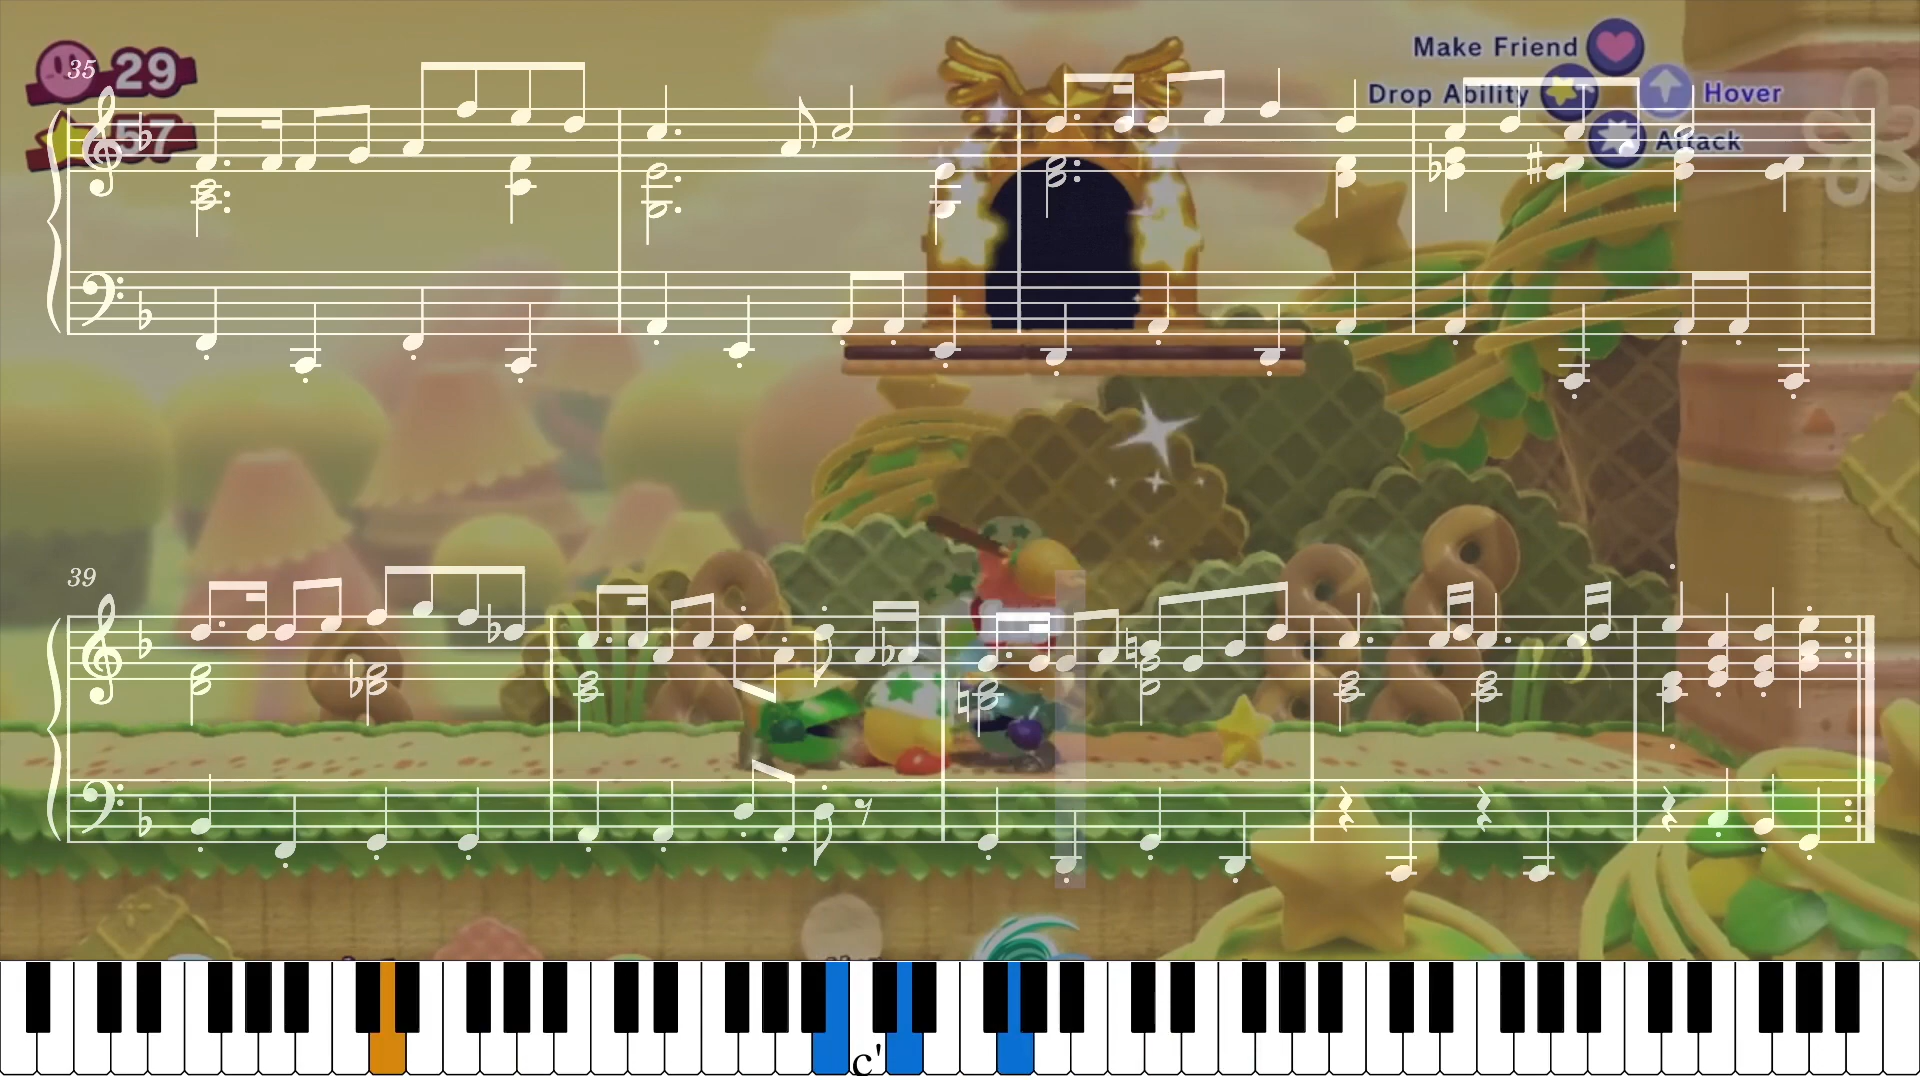 29
57
35
Make Friend
Drop Ability
Hover
Attack
39
c'